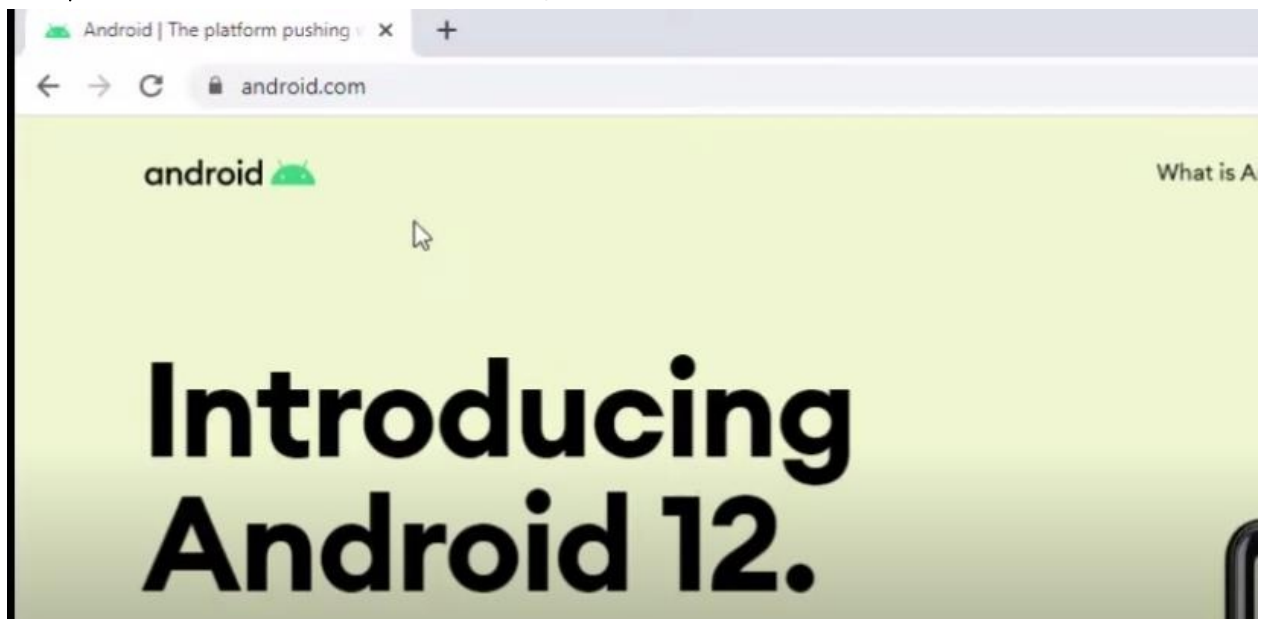 Android | The platform pushing
android.com
android
What is A
Introducing
Android 12.